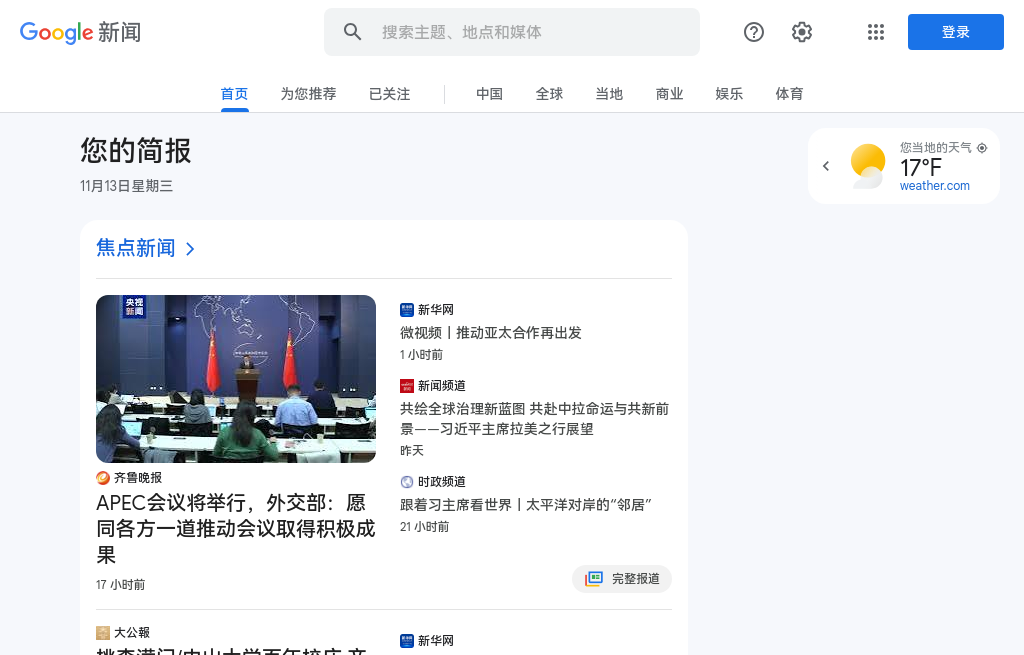 Google 新闻
搜索主题、地点和媒体
登录
首页
为您推荐
已关注
中国
全球
当地
商业
娱乐
体育
您的简报
11月13日星期三
您当地的天气
17°F
weather.com
焦点新闻
央视
新闻
齐鲁晚报
APEC会议将举行，外交部：愿
同各方一道推动会议取得积极成
果
17 小时前
新华网
微视频丨推动亚太合作再出发
1 小时前
新闻频道
共绘全球治理新蓝图 共赴中拉命运与共新前
景——习近平主席拉美之行展望
昨天
时政频道
跟着习主席看世界丨太平洋对岸的“邻居”
21 小时前
完整报道
大公報
新华网